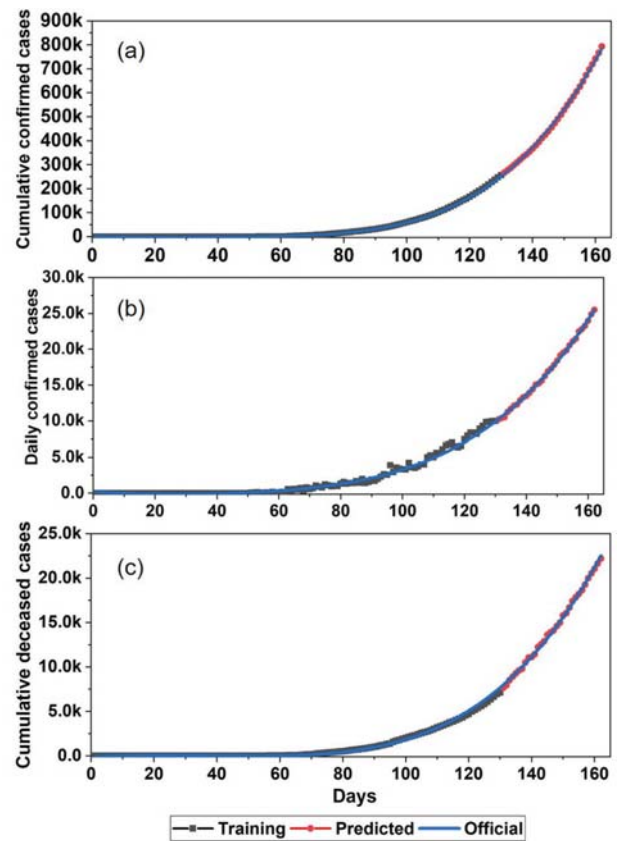 900k
800k
700k
600k
500k
400k
300k
200k
100k
0
Cumulative confirmed cases
(a)
0 20 40 60 80 100 120 140 160
30.0k
25.0k
20.0k
15.0k
10.0k
5.0k
0.0
Daily confirmed cases
(b)
0 20 40 60 80 100 120 140 160
25.0k
20.0k
15.0k
10.0k
5.0k
0.0
Cumulative deceased cases
(c)
0 20 40 60 80 100 120 140 160
Days
Training Predicted Official